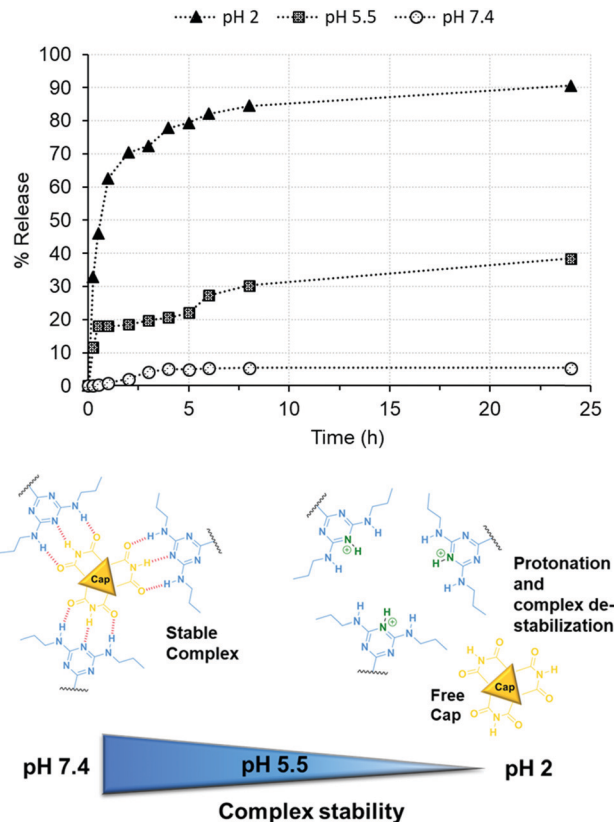 pH 2 pH 5.5 pH 7.4
100
90
80
70
60
50
40
30
20
10
0
% Release
0 5 10 15 20 25
Time (h)
Stable
Complex
Cap
N
N
N
N
H
N
H
N
H
O
O
N
N
N
N
H
N
H
O
H
N
O
O
O
N
H
N
H
N
H
N
N
N
N
N
N
N
H
N
H
H
⊕
N
N
N
N
H
N
H
H
⊕
N
N
N
N
H
N
H
H
⊕
Protonation
and
complex de-
stabilization
Free
Cap
Cap
O
N
H
O
O
N
H
O
O
N
H
O
pH 7.4 pH 5.5 pH 2
Complex stability